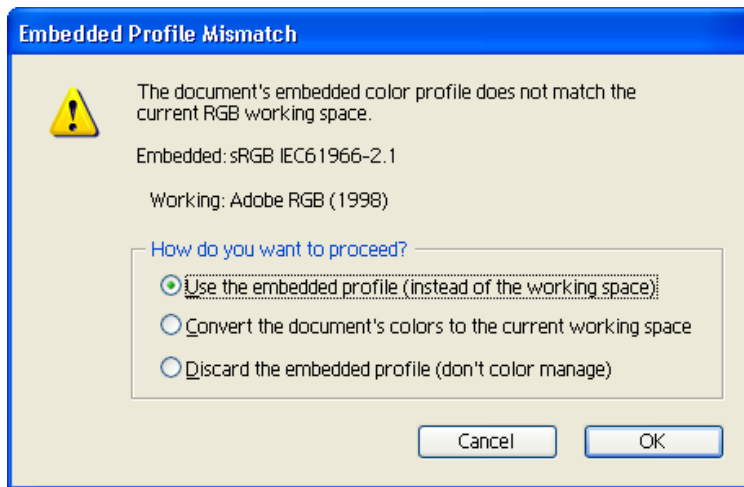 Embedded Profile Mismatch
The document's embedded color profile does not match the
current RGB working space.
Embedded: sRGB IEC61966-2.1
Working: Adobe RGB (1998)
How do you want to proceed?
Use the embedded profile (instead of the working space)
Convert the document's colors to the current working space
Discard the embedded profile (don't color manage)
Cancel OK